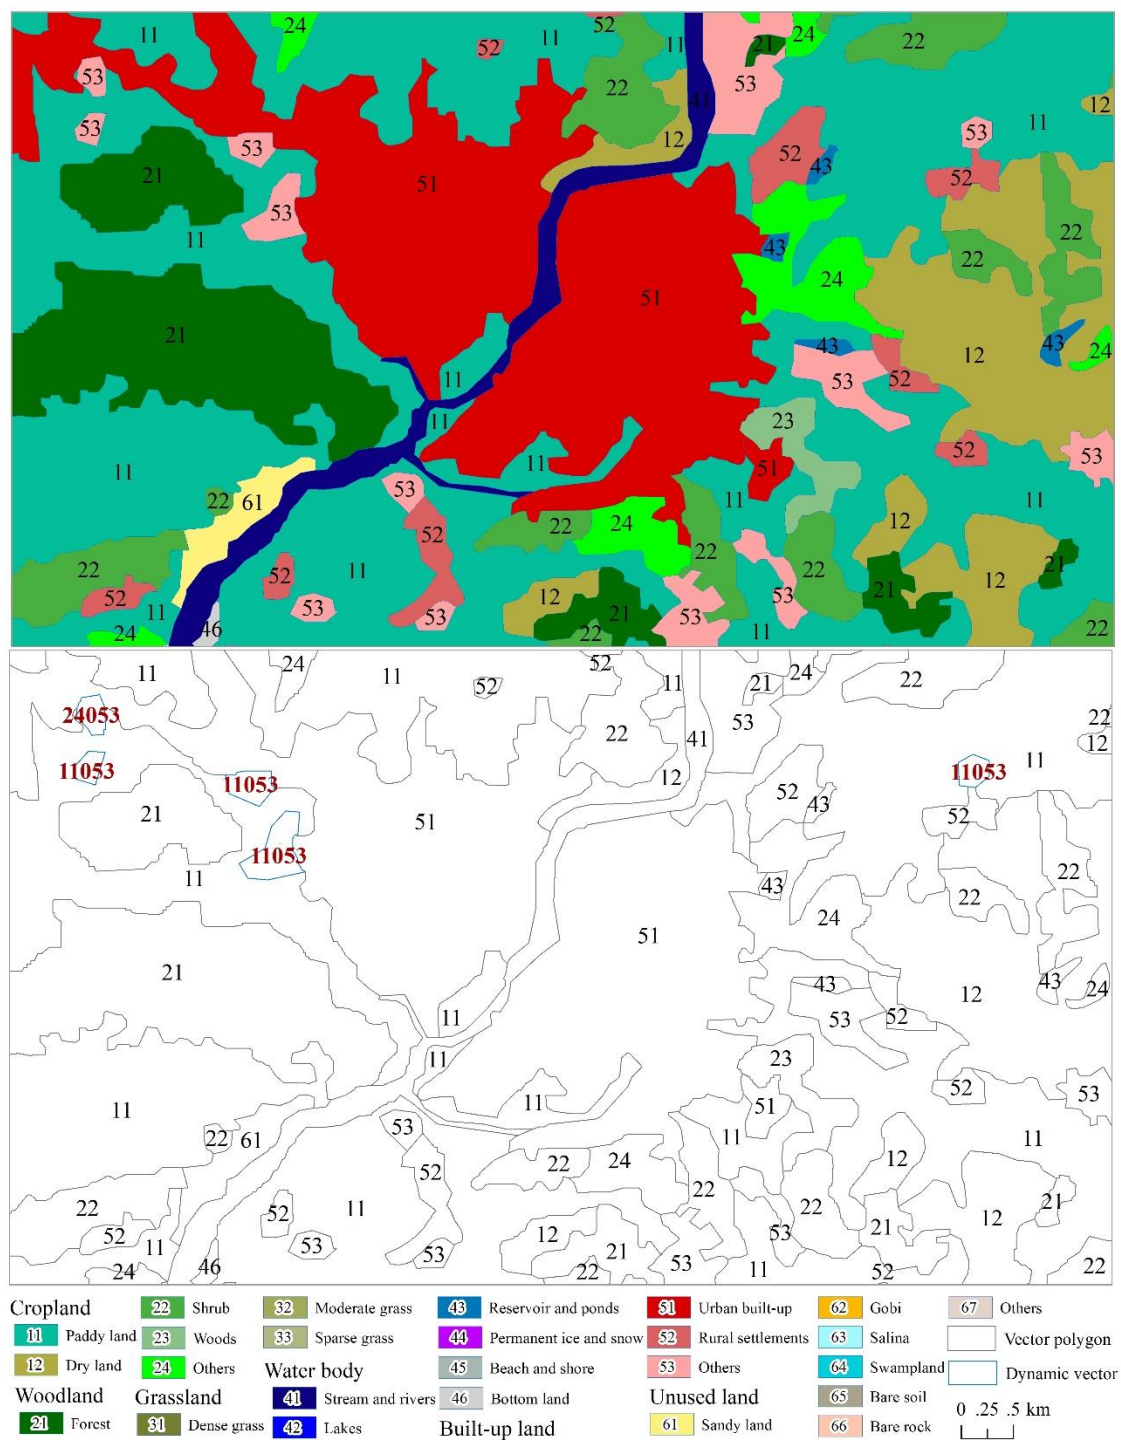 11 24 52 11 52 11 21 24 22
53 22 53 41 12
53 53 12 52 43 53 11
21 51 52
53 22
11 43 22
24
51
21 43 12 43 24
11 53 52
11 23
11 11 51 52 53
22 61 53 11 11
52 22 24 12
22 52 11 22 22 21 12 21
52 11 53 53 12 21 53 53
24 46 22 11 22
11 24 11 52 52 11 21 24 22
24053 22 53 41 22
11053 11053 12 11053 11 12
21 51 52 43 52
11053
11 43 22 22
24
51
21 43 12 43 24
11 53 52
11 23
11 11 51 52 53
22 61 53 11 11
52 22 24 12
22 52 11 22 22 21 12 21
52 11 53 53 12 21 53 53
24 46 22 11 52 22
Cropland 22 Shrub 32 Moderate grass 43 Reservoir and ponds 51 Urban built-up 62 Gobi 67 Others
11 Paddy land 23 Woods 33 Sparse grass 44 Permanent ice and snow 52 Rural settlements 63 Salina Vector polygon
12 Dry land 24 Others Water body 45 Beach and shore 53 Others 64 Swampland Dynamic vector
Woodland Grassland 41 Stream and rivers 46 Bottom land Unused land 65 Bare soil
21 Forest 31 Dense grass 42 Lakes Built-up land 61 Sandy land 66 Bare rock
0 .25 .5 km